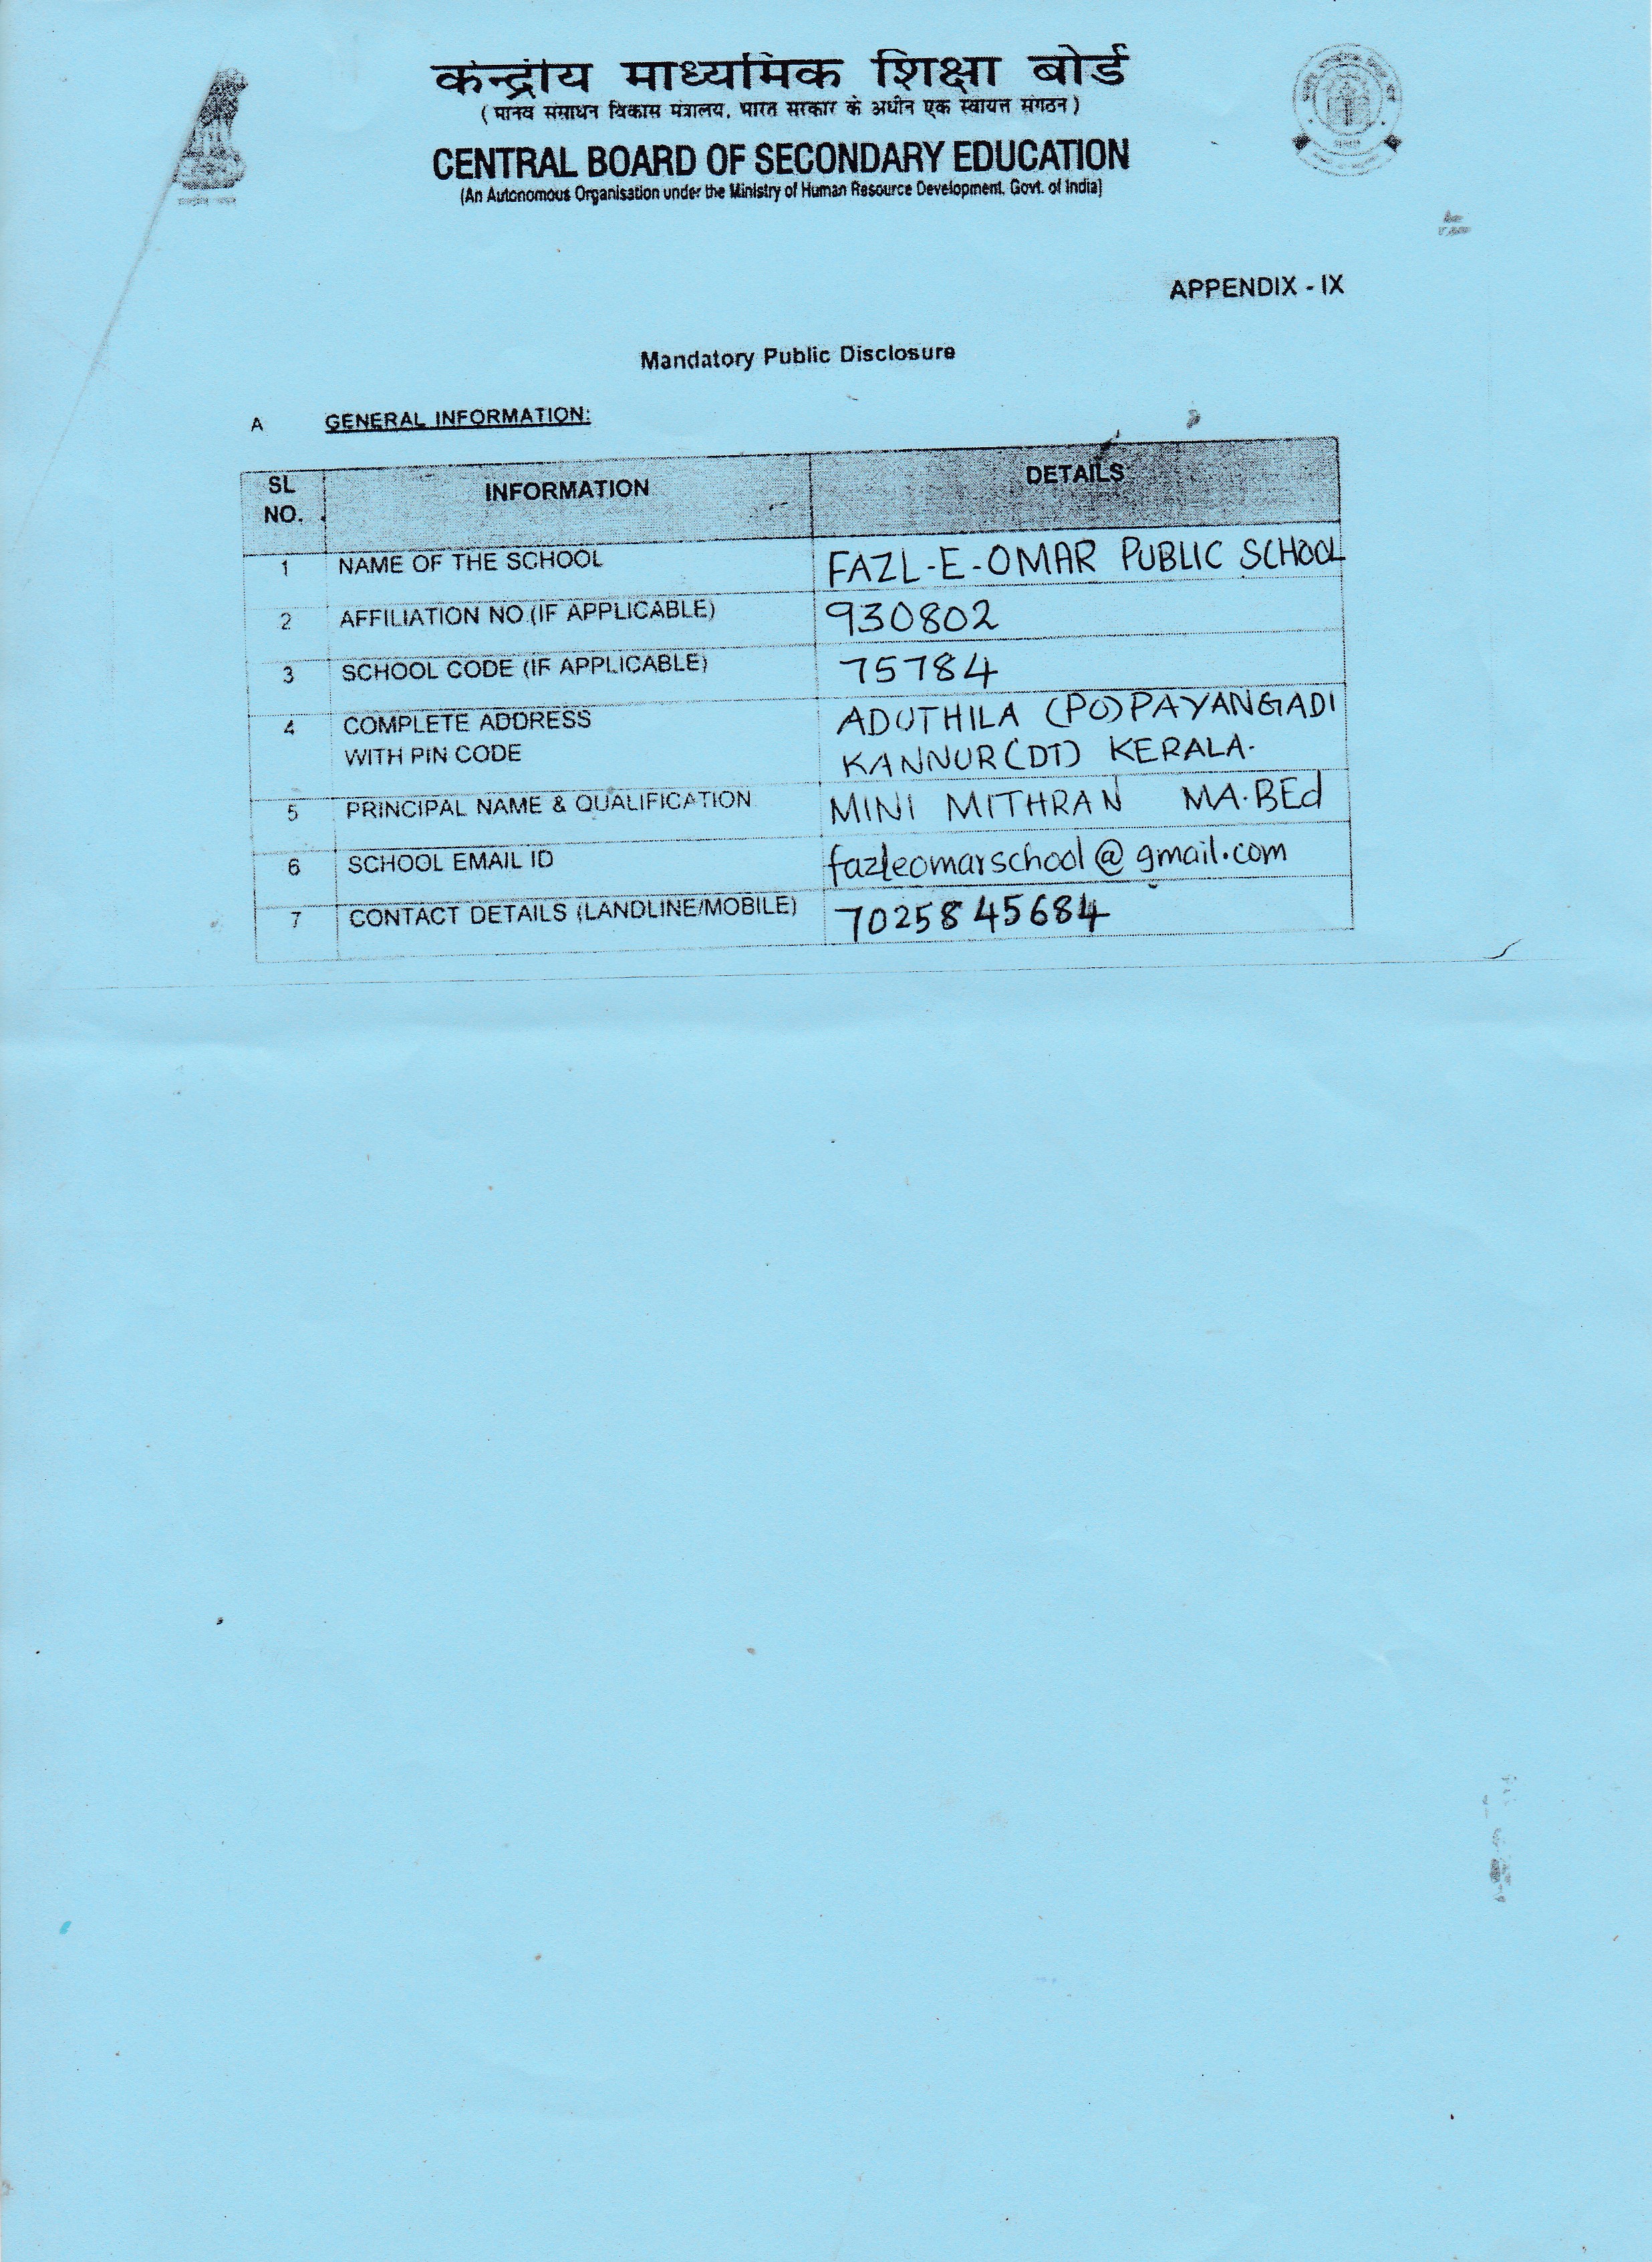 केन्द्रीय माध्यमिक शिक्षा बोर्ड
( मानव संसाधन विकास मंत्रालय, भारत सरकार के अधीन एक स्वायत्त संगठन )
CENTRAL BOARD OF SECONDARY EDUCATION
(An Autonomous Organisation under the Ministry of Human Resource Development, Govt. of India)
APPENDIX - IX
Mandatory Public Disclosure
A GENERAL INFORMATION:
SL NO. INFORMATION DETAILS
1 NAME OF THE SCHOOL FAZL-E-OMAR PUBLIC SCHOOL
2 AFFILIATION NO.(IF APPLICABLE) 930802
3 SCHOOL CODE (IF APPLICABLE) 75784
4 COMPLETE ADDRESS ADUTHILA (PO) PAYANGADI
WITH PIN CODE KANNUR(DT) KERALA.
5 PRINCIPAL NAME & QUALIFICATION MINI MITHRAN MA.BEd
6 SCHOOL EMAIL ID fazleomarschool@gmail.com
7 CONTACT DETAILS (LANDLINE/MOBILE) 7025845684